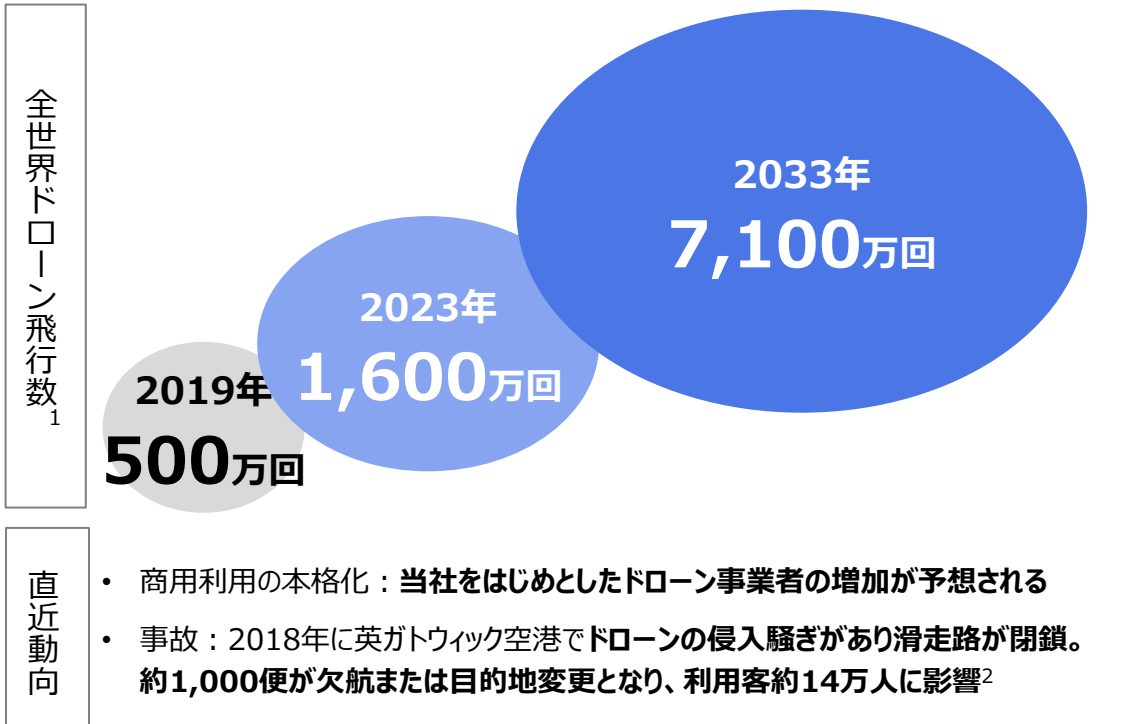 全世界ドローン飛行数1
2033年
7,100万回
2023年
1,600万回
2019年
500万回
直近動向
• 商用利用の本格化：当社をはじめとしたドローン事業者の増加が予想される
• 事故：2018年に英ガトウィック空港でドローンの侵入騒ぎがあり滑走路が閉鎖。
約1,000便が欠航または目的地変更となり、利用客約14万人に影響2